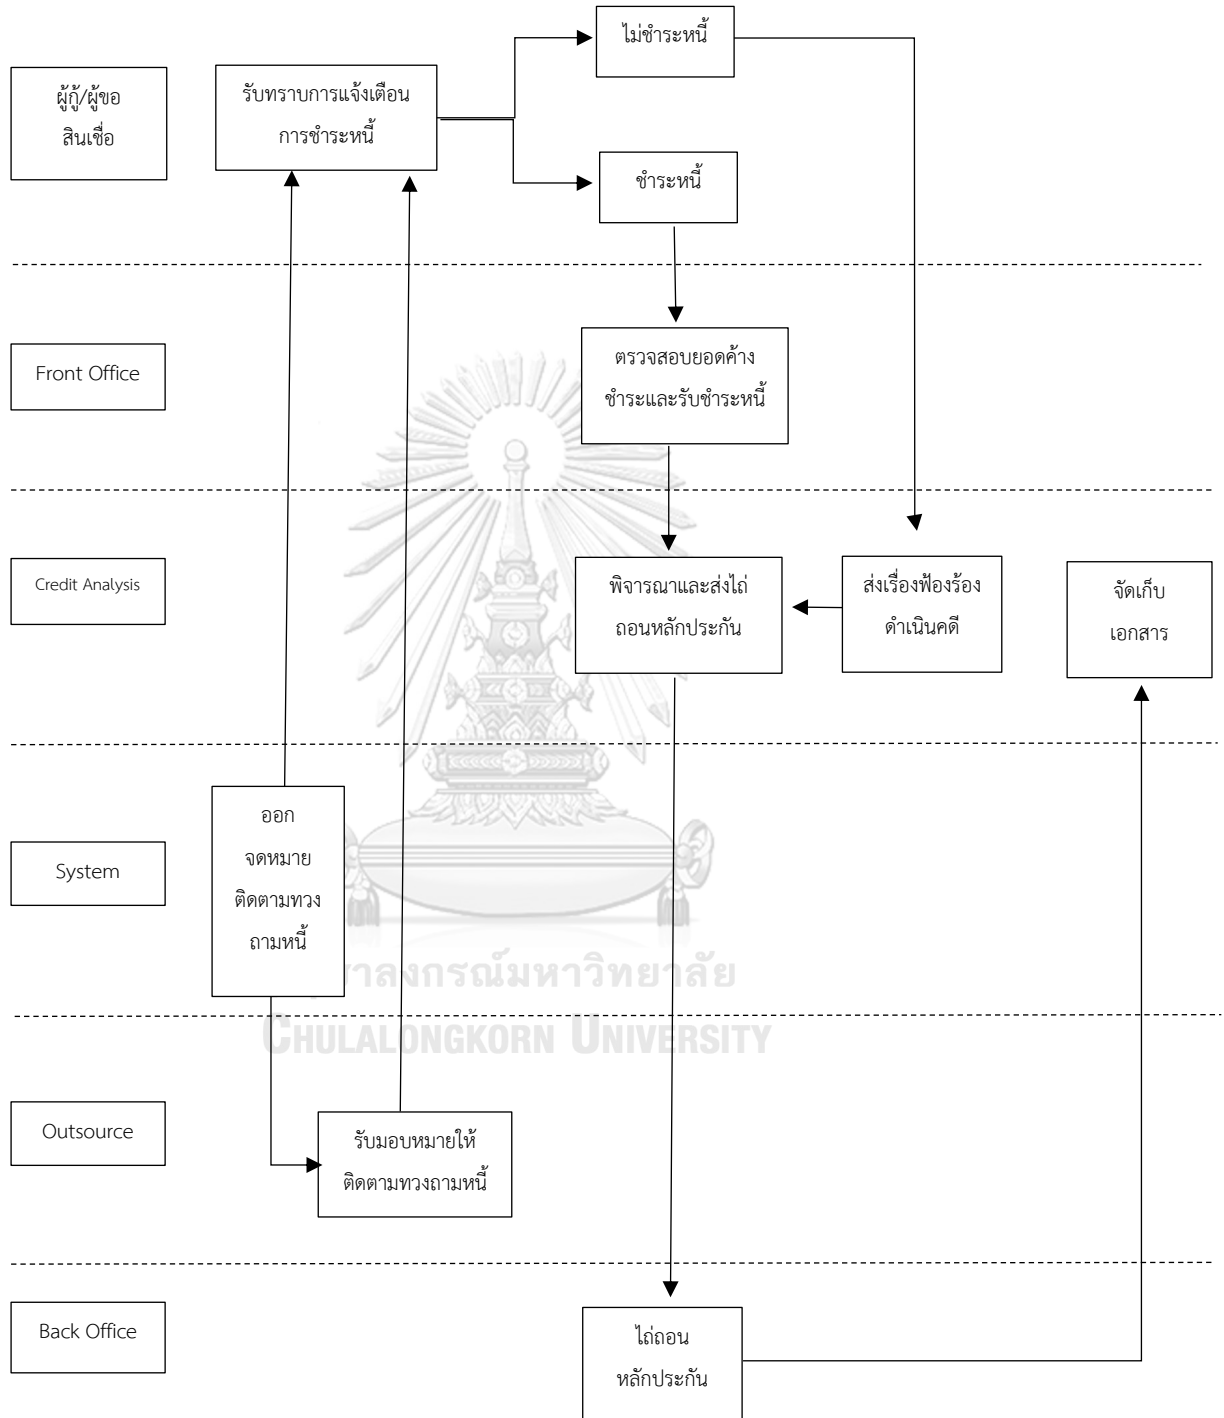 ไม่ชำระหนี้
ผู้กู้/ผู้ขอ
สินเชื่อ
รับทราบการแจ้งเตือน
การชำระหนี้
ชำระหนี้
Front Office
ตรวจสอบยอดค้าง
ชำระและรับชำระหนี้
Credit Analysis
พิจารณาและส่งไถ่
ถอนหลักประกัน
ส่งเรื่องฟ้องร้อง
ดำเนินคดี
จัดเก็บ
เอกสาร
System
ออก
จดหมาย
ติดตามทวง
ถามหนี้
าลงกรณ์มหาวิทยาลัย
CHULALONGKORN UNIVERSITY
Outsource
รับมอบหมายให้
ติดตามทวงถามหนี้
Back Office
ไถ่ถอน
หลักประกัน